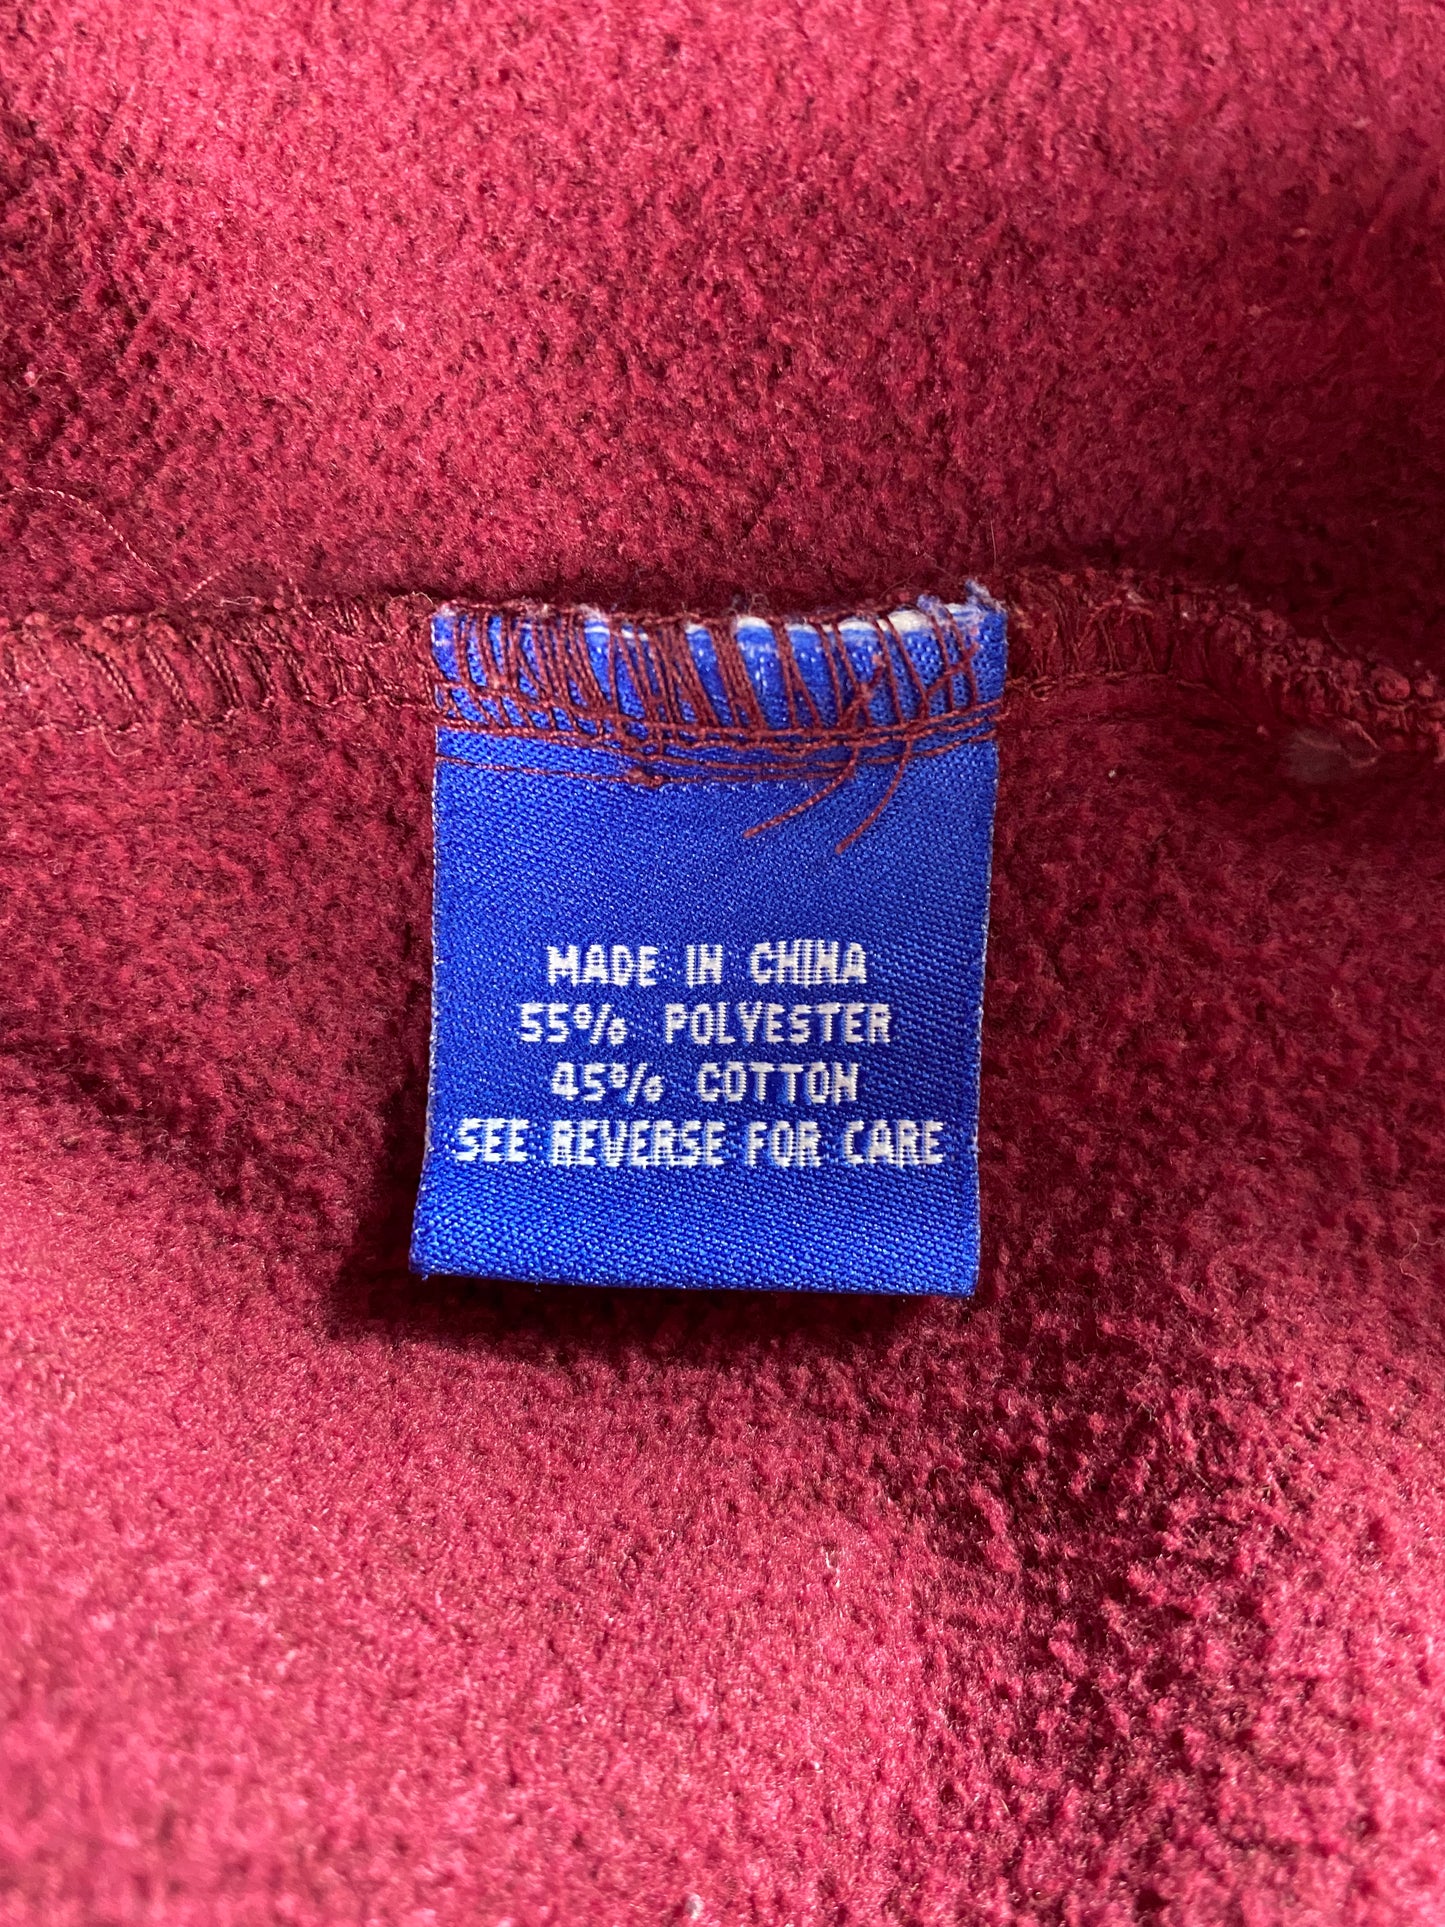 MADE IN CHINA
55% POLYESTER
45% COTTON
SEE REVERSE FOR CARE